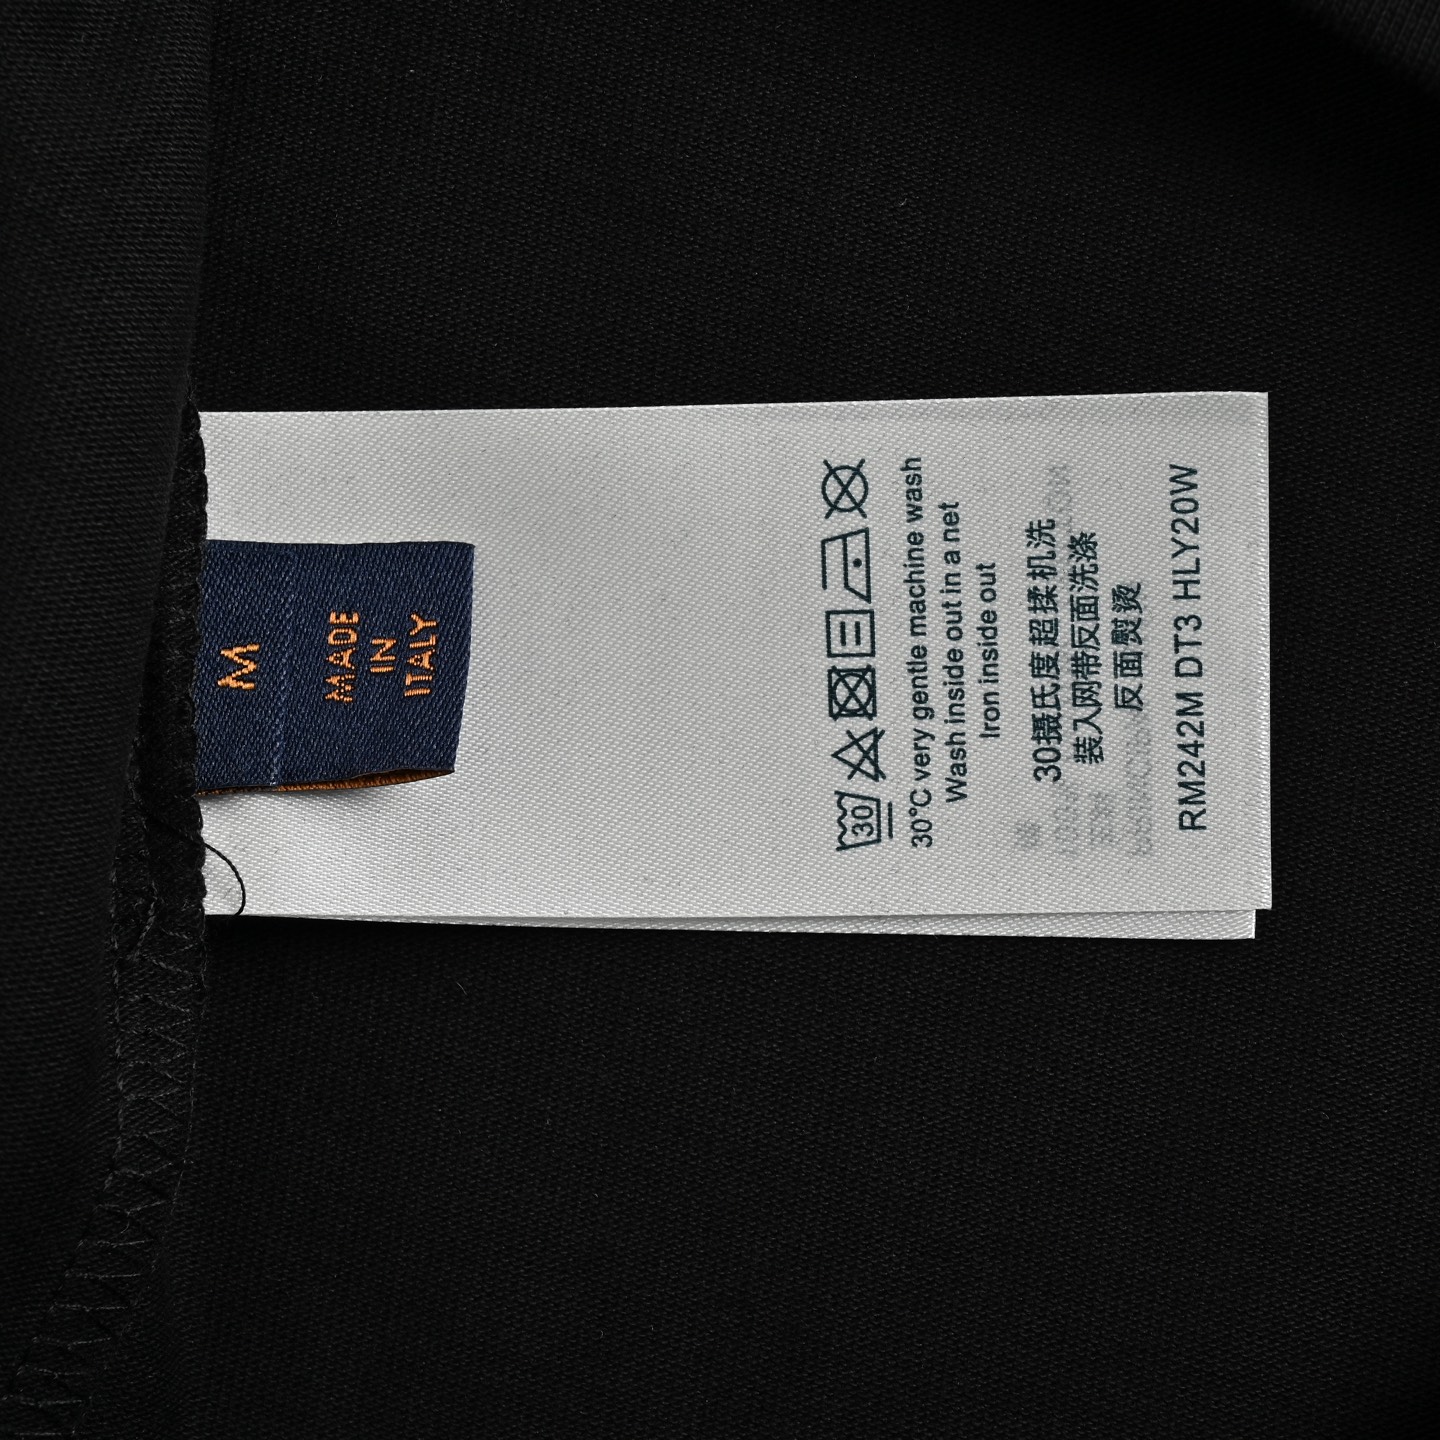 M
MADE
IN
ITALY
30
30°C very gentle machine wash
Wash inside out in a net
Iron inside out
30摄氏度超揉机洗
装入网带反面洗涤
反面熨烫
RM242M DT3 HLY20W